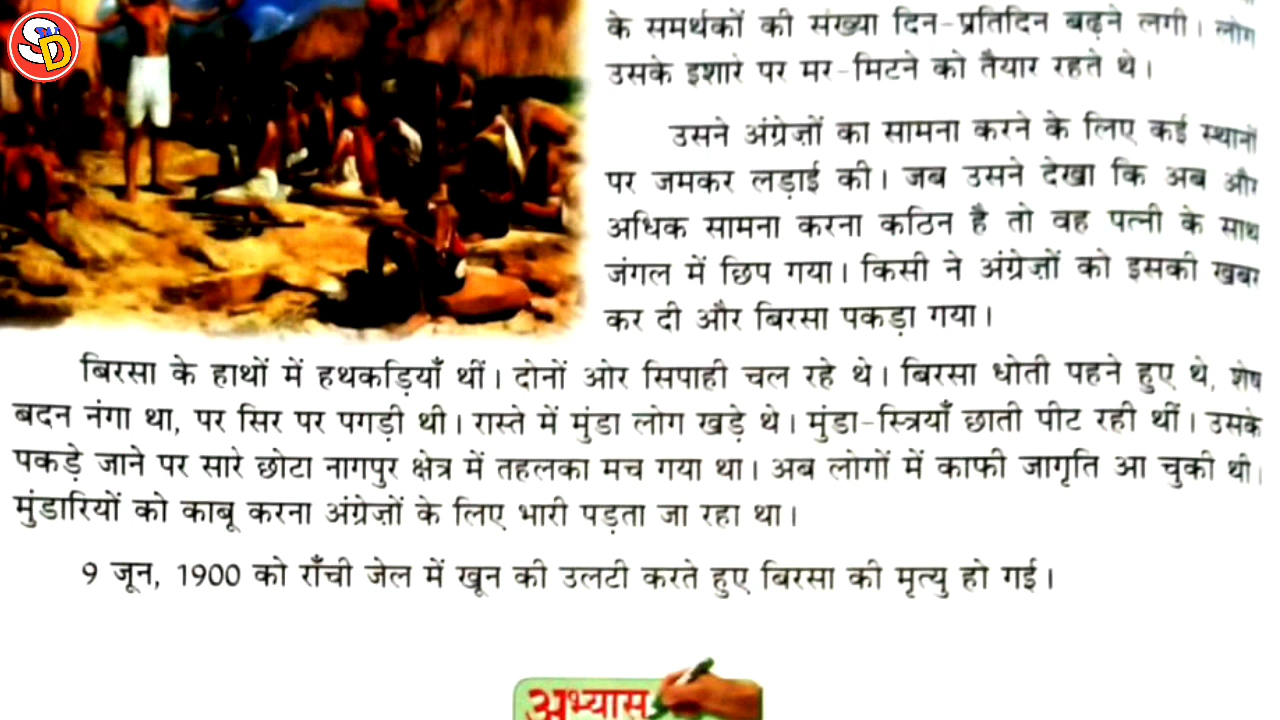 SD
के समर्थकों की संख्या दिन-प्रतिदिन बढ़ने लगी। लोग
उसके इशारे पर मर-मिटने को तैयार रहते थे।
उसने अंग्रेज़ों का सामना करने के लिए कई स्थानों
पर जमकर लड़ाई की। जब उसने देखा कि अब और
अधिक सामना करना कठिन है तो वह पत्नी के साथ
जंगल में छिप गया। किसी ने अंग्रेज़ों को इसकी खबर
कर दी और बिरसा पकड़ा गया।
बिरसा के हाथों में हथकड़ियाँ थीं। दोनों ओर सिपाही चल रहे थे। बिरसा धोती पहने हुए थे, शेष
बदन नंगा था, पर सिर पर पगड़ी थी। रास्ते में मुंडा लोग खड़े थे। मुंडा-स्त्रियाँ छाती पीट रही थीं। उसके
पकड़े जाने पर सारे छोटा नागपुर क्षेत्र में तहलका मच गया था। अब लोगों में काफी जागृति आ चुकी थी।
मुंडारियों को काबू करना अंग्रेज़ों के लिए भारी पड़ता जा रहा था।
9 जून, 1900 को राँची जेल में खून की उलटी करते हुए बिरसा की मृत्यु हो गई।
अभ्यास